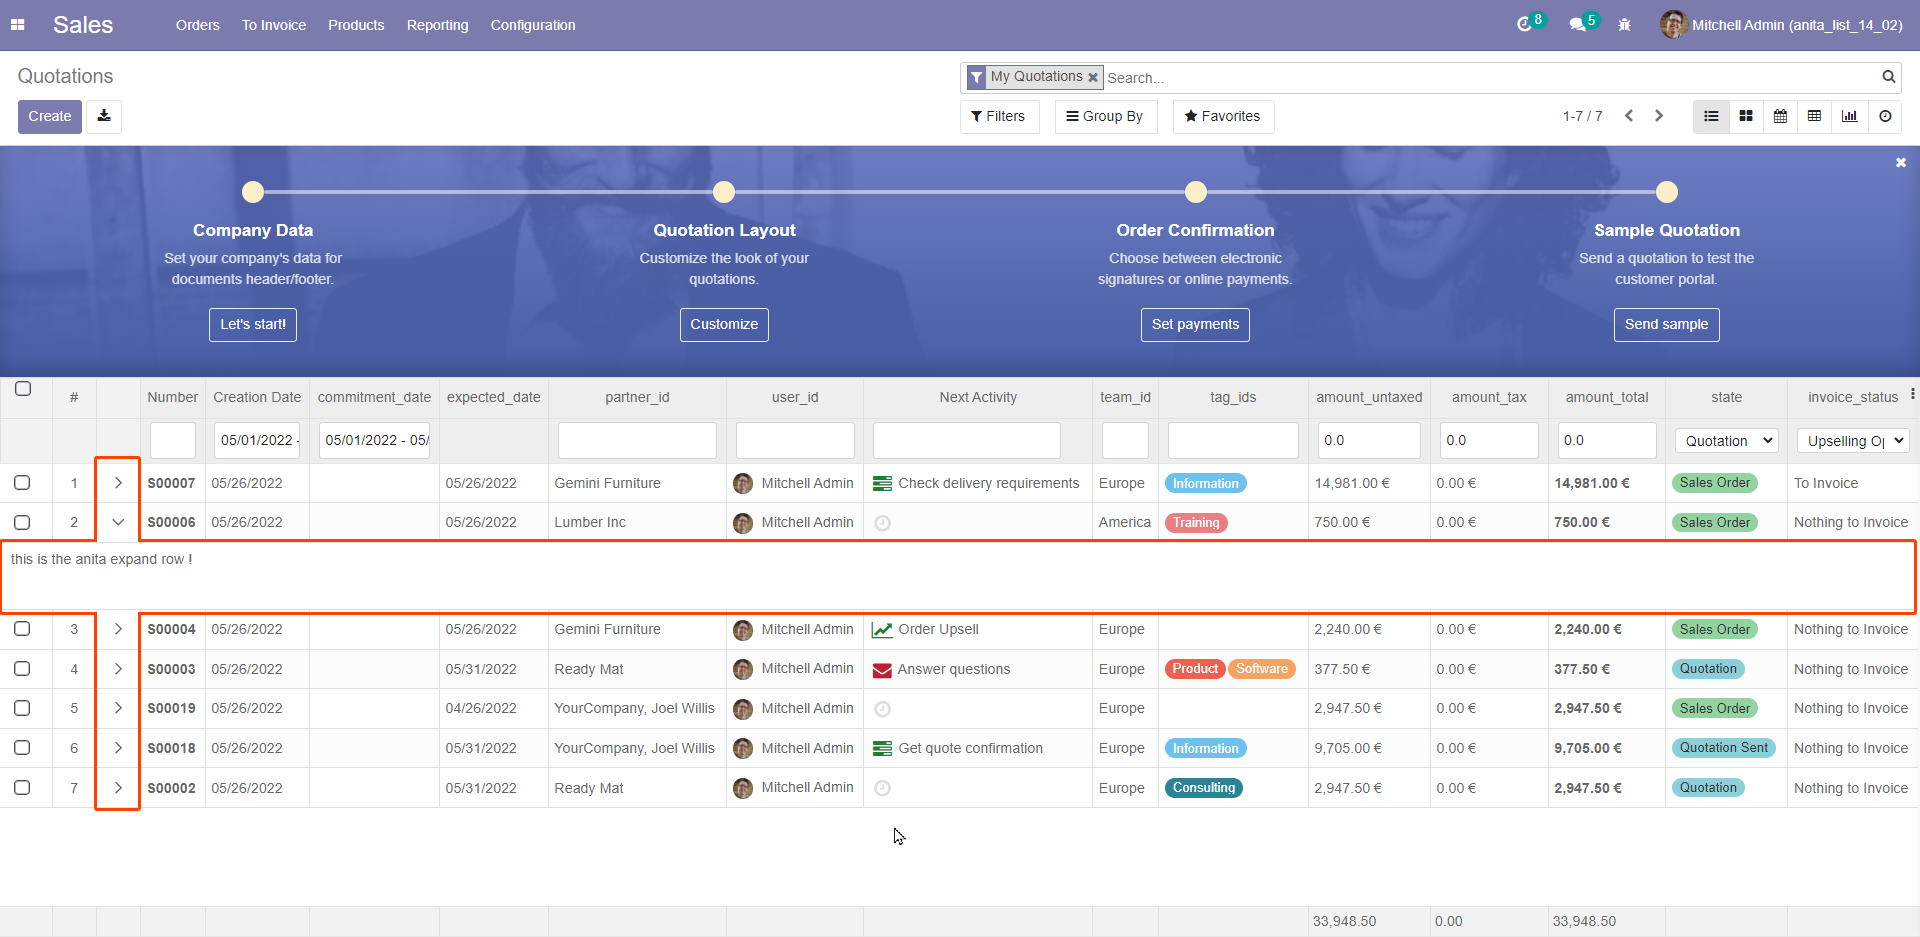 Sales Orders To Invoice Products Reporting Configuration 8 5 Mitchell Admin (anita_list_14_02)
Quotations My Quotations Search...
Create Filters Group By Favorites 1-7 / 7
Company Data Quotation Layout Order Confirmation Sample Quotation
Set your company's data for Customize the look of your Choose between electronic Send a quotation to test the
documents header/footer. quotations. signatures or online payments. customer portal.
Let's start! Customize Set payments Send sample
# Number Creation Date commitment_date expected_date partner_id user_id Next Activity team_id tag_ids amount_untaxed amount_tax amount_total state invoice_status
05/01/2022 - 05/01/2022 - 05/ 0.0 0.0 0.0 Quotation Upselling Op
1 S00007 05/26/2022 05/26/2022 Gemini Furniture Mitchell Admin Check delivery requirements Europe Information 14,981.00 € 0.00 € 14,981.00 € Sales Order To Invoice
2 S00006 05/26/2022 05/26/2022 Lumber Inc Mitchell Admin America Training 750.00 € 0.00 € 750.00 € Sales Order Nothing to Invoice
this is the anita expand row !
3 S00004 05/26/2022 05/26/2022 Gemini Furniture Mitchell Admin Order Upsell Europe 2,240.00 € 0.00 € 2,240.00 € Sales Order Nothing to Invoice
4 S00003 05/26/2022 05/31/2022 Ready Mat Mitchell Admin Answer questions Europe Product Software 377.50 € 0.00 € 377.50 € Quotation Nothing to Invoice
5 S00019 05/26/2022 04/26/2022 YourCompany, Joel Willis Mitchell Admin Europe 2,947.50 € 0.00 € 2,947.50 € Sales Order Nothing to Invoice
6 S00018 05/26/2022 05/31/2022 YourCompany, Joel Willis Mitchell Admin Get quote confirmation Europe Information 9,705.00 € 0.00 € 9,705.00 € Quotation Sent Nothing to Invoice
7 S00002 05/26/2022 05/31/2022 Ready Mat Mitchell Admin Europe Consulting 2,947.50 € 0.00 € 2,947.50 € Quotation Nothing to Invoice
33,948.50 0.00 33,948.50